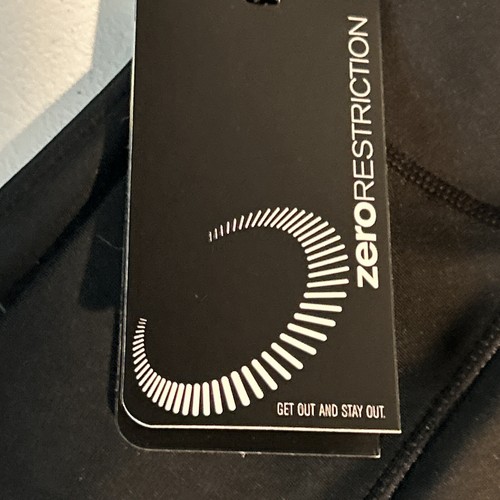 zeroRESTRICTION
GET OUT AND STAY OUT.